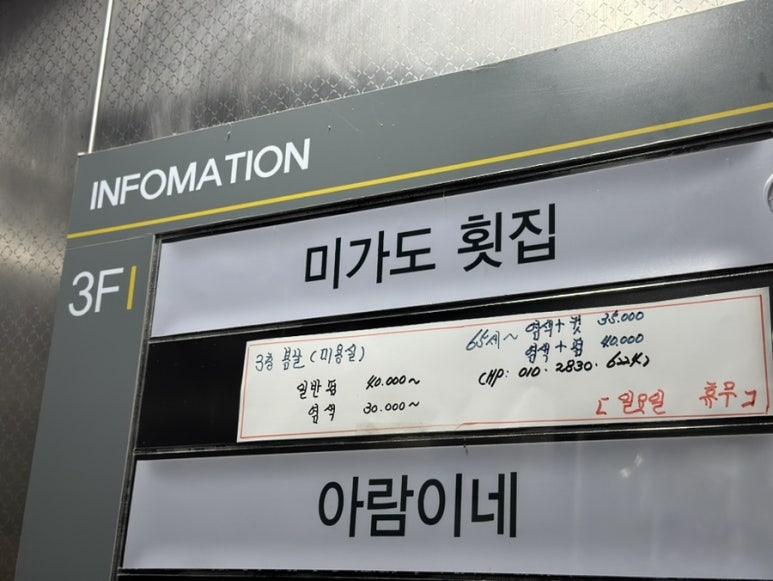 INFOMATION
3F
미가도 횟집
3층 봄날 (미용실)
일반펌 40.000~
염색 30.000~
65세~ 염색+컷 35.000
염색+펌 40.000
(HP: 010. 2830.
[일요일 휴무]
아람이네